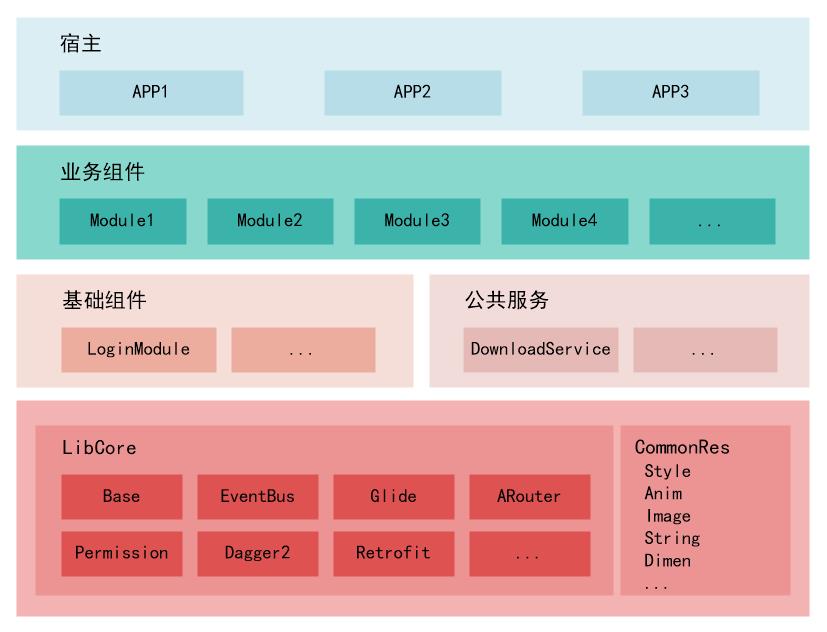 宿主
APP1 APP2 APP3
业务组件
Module1 Module2 Module3 Module4 ...
基础组件
LoginModule ...
公共服务
DownloadService ...
LibCore
Base EventBus Glide ARouter
Permission Dagger2 Retrofit ...
CommonRes
Style
Anim
Image
String
Dimen
...